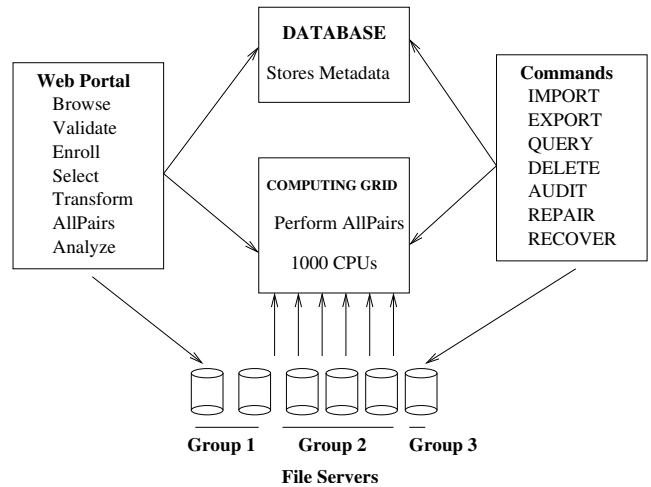 Web Portal
Browse
Validate
Enroll
Select
Transform
AllPairs
Analyze
DATABASE
Stores Metadata
COMPUTING GRID
Perform AllPairs
1000 CPUs
Commands
IMPORT
EXPORT
QUERY
DELETE
AUDIT
REPAIR
RECOVER
Group 1
Group 2
Group 3
File Servers